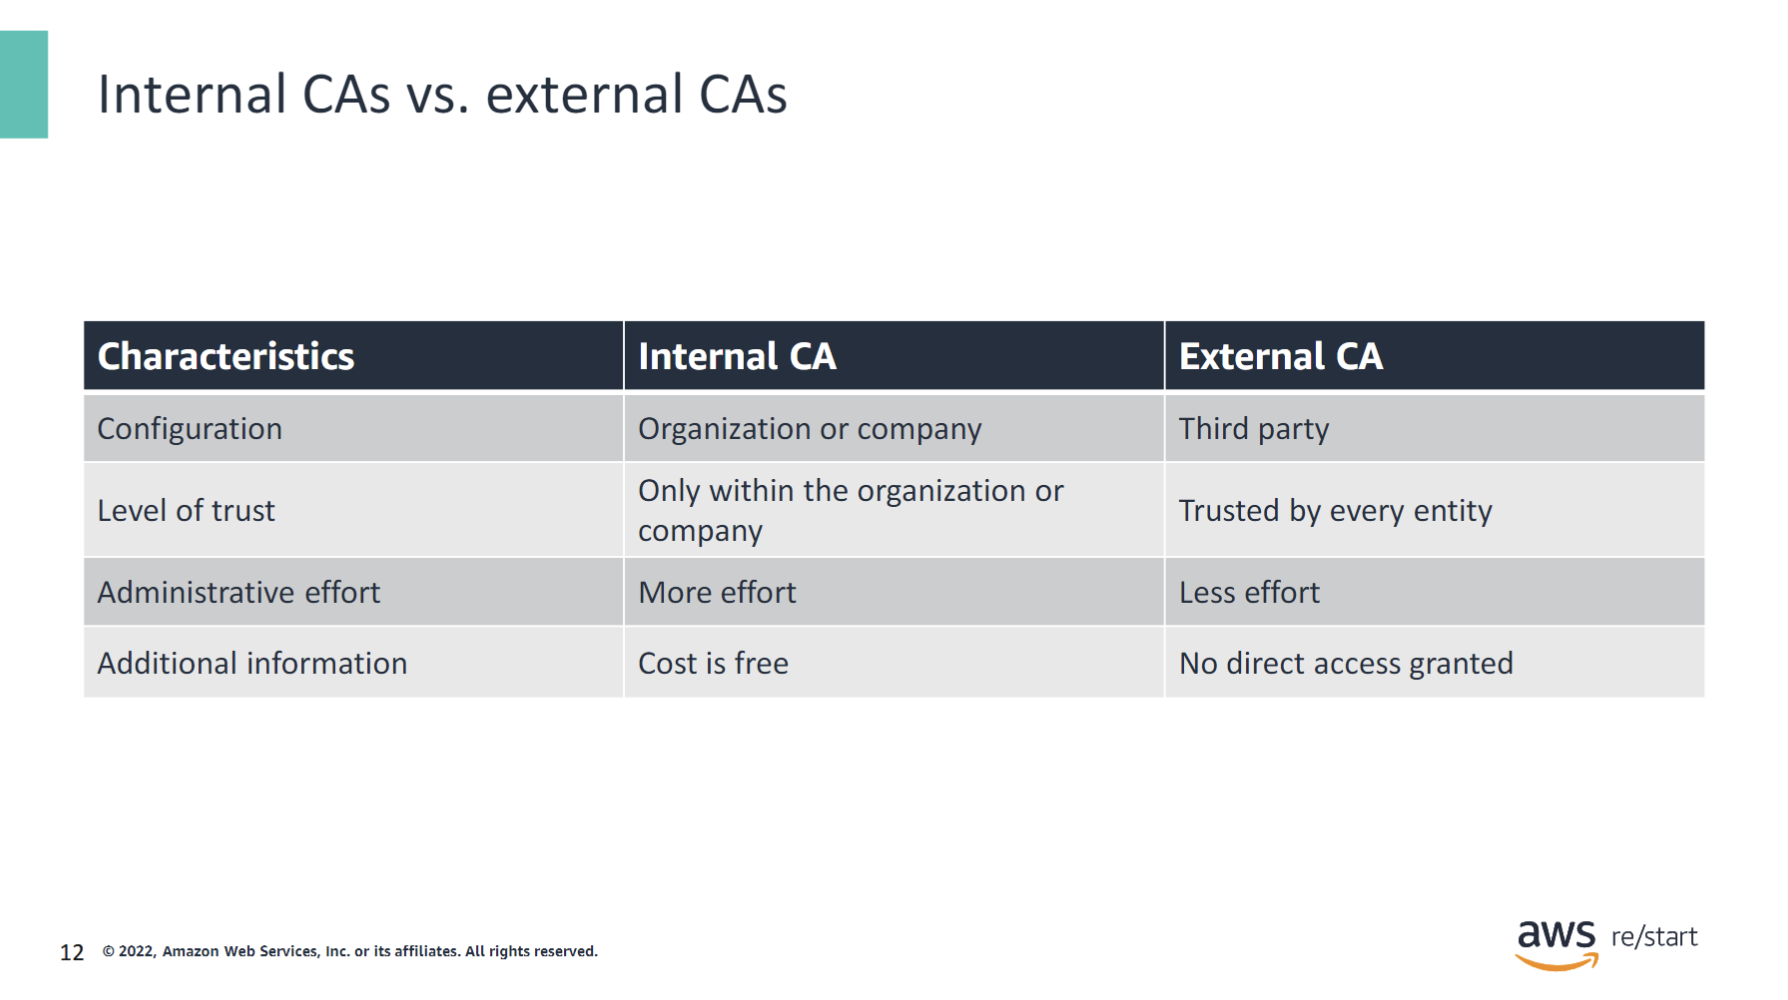 Internal CAs vs. external CAs
Characteristics
Internal CA
External CA
Configuration
Organization or company
Third party
Level of trust
Only within the organization or
company
Trusted by every entity
Administrative effort
More effort
Less effort
Additional information
Cost is free
No direct access granted
12
© 2022, Amazon Web Services, Inc. or its affiliates. All rights reserved.
aws re/start